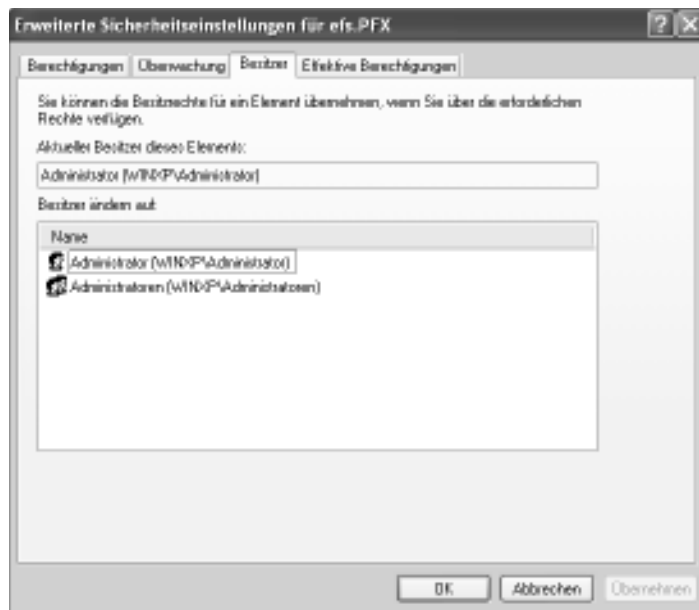 Erweiterte Sicherheitseinstellungen für efs.PFX
Berechtigungen Überwachung Besitzer Effektive Berechtigungen
Sie können die Besitzrechte für ein Element übernehmen, wenn Sie über die erforderlichen
Rechte verfügen.
Aktueller Besitzer dieses Elements:
Administrator (WINXP\Administrator)
Besitzer ändern auf:
Name
Administrator (WINXP\Administrator)
Administratoren (WINXP\Administratoren)
OK Abbrechen Übernehmen